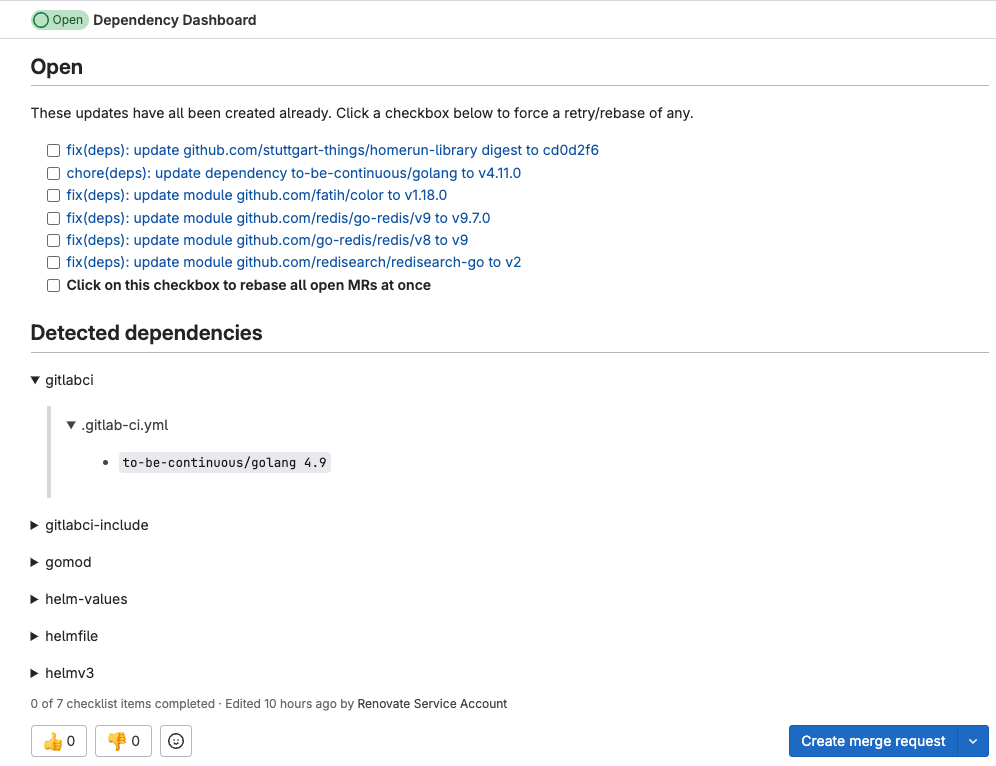 Open Dependency Dashboard
Open
These updates have all been created already. Click a checkbox below to force a retry/rebase of any.
fix(deps): update github.com/stuttgart-things/homerun-library digest to cd0d2f6
chore(deps): update dependency to-be-continuous/golang to v4.11.0
fix(deps): update module github.com/fatih/color to v1.18.0
fix(deps): update module github.com/redis/go-redis/v9 to v9.7.0
fix(deps): update module github.com/go-redis/redis/v8 to v9
fix(deps): update module github.com/redisearch/redisearch-go to v2
Click on this checkbox to rebase all open MRs at once
Detected dependencies
gitlabci
.gitlab-ci.yml
to-be-continuous/golang 4.9
gitlabci-include
gomod
helm-values
helmfile
helmv3
0 of 7 checklist items completed · Edited 10 hours ago by Renovate Service Account
👍 0 👎 0 Create merge request